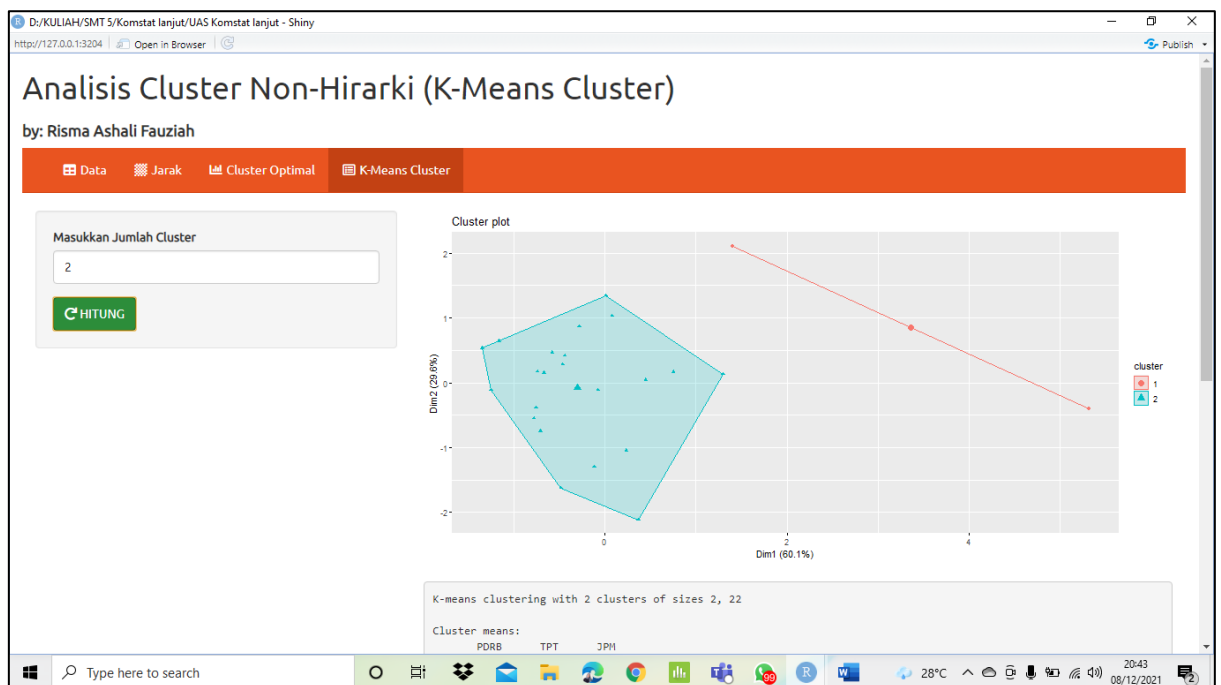 D:/KULIAH/SMT 5/Komstat lanjut/UAS Komstat lanjut - Shiny
http://127.0.0.1:3204 Open in Browser Publish
Analisis Cluster Non-Hirarki (K-Means Cluster)
by: Risma Ashali Fauziah
Data Jarak Cluster Optimal K-Means Cluster
Masukkan Jumlah Cluster
2
HITUNG
Cluster plot
2
1
0
-1
-2
Dim2 (29.6%)
0 2 4
Dim1 (60.1%)
cluster
1
2
K-means clustering with 2 clusters of sizes 2, 22
Cluster means:
PDRB TPT JPM
Type here to search
99
28°C
20:43
08/12/2021
2